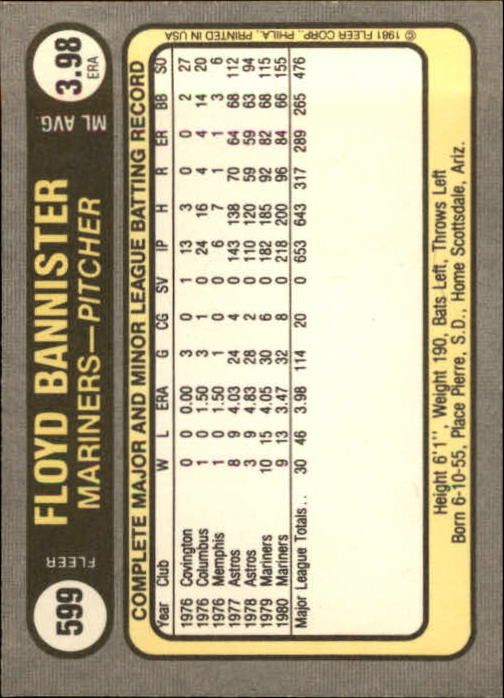 599
FLEER
FLOYD BANNISTER
MARINERS—PITCHER
ML AVG.
3.98
ERA
COMPLETE MAJOR AND MINOR LEAGUE BATTING RECORD
Year Club W L ERA G CG SV IP H R ER BB SO
1976 Covington 0 0 0.00 3 0 1 13 3 0 0 2 27
1976 Columbus 1 0 1.50 3 1 0 24 16 4 4 14 20
1976 Memphis 1 0 1.50 1 0 0 6 7 1 1 3 6
1977 Astros 8 9 4.03 24 4 0 143 138 70 64 68 112
1978 Astros 3 9 4.83 28 2 0 110 120 59 59 63 94
1979 Mariners 10 15 4.05 30 6 0 182 185 92 82 68 115
1980 Mariners 9 13 3.47 32 8 0 218 200 96 84 66 155
Major League Totals.. 30 46 3.98 114 20 0 653 643 317 289 265 476
Height 6'1", Weight 190, Bats Left, Throws Left
Born 6-10-55, Place Pierre, S.D., Home Scottsdale, Ariz.
© 1981 FLEER CORP., PHILA., PRINTED IN USA